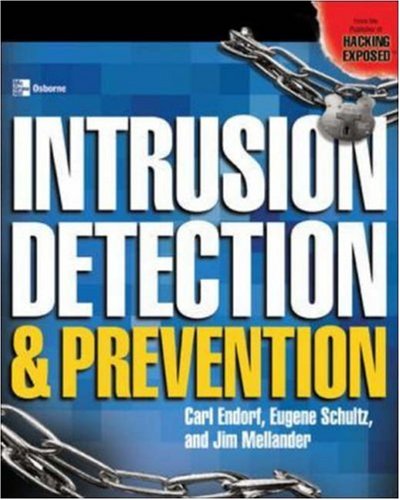 From the
Publisher of
HACKING
EXPOSED
Osborne
INTRUSION
DETECTION
& PREVENTION
Carl Endorf, Eugene Schultz,
and Jim Mellander